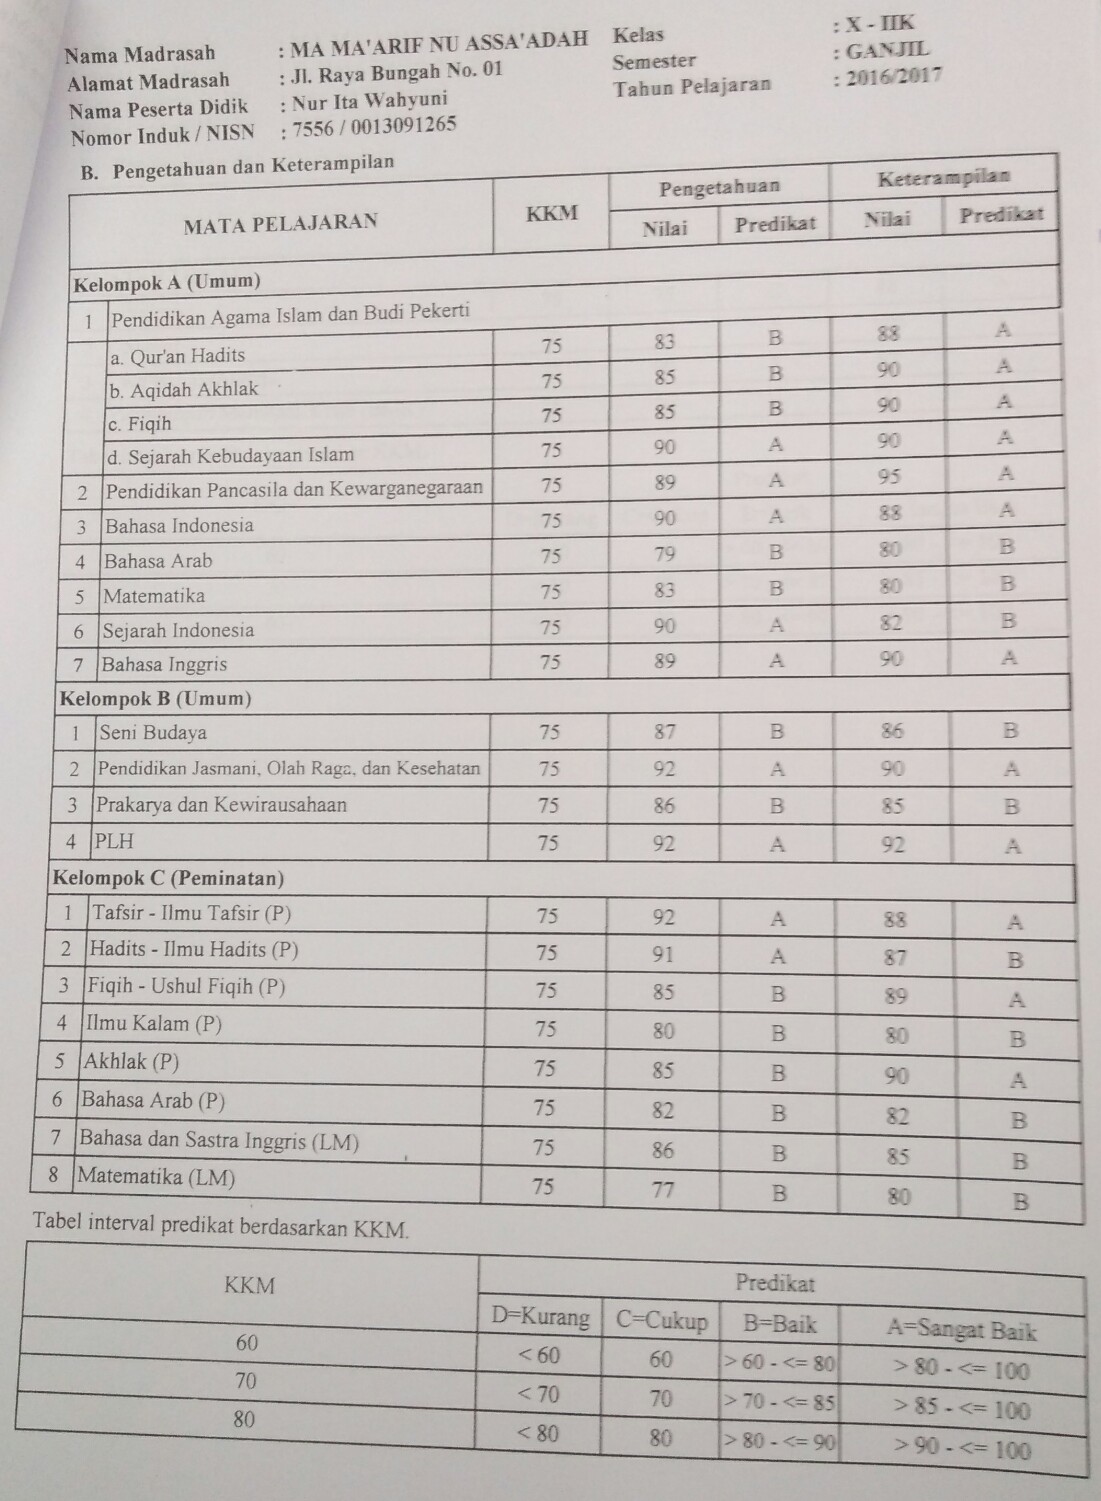 Nama Madrasah : MA MA'ARIF NU ASSA'ADAH Kelas : X - IIK
Alamat Madrasah : Jl. Raya Bungah No. 01 Semester : GANJIL
Nama Peserta Didik : Nur Ita Wahyuni Tahun Pelajaran : 2016/2017
Nomor Induk / NISN : 7556 / 0013091265
B. Pengetahuan dan Keterampilan
MATA PELAJARAN KKM Pengetahuan Keterampilan
Nilai Predikat Nilai Predikat
Kelompok A (Umum)
1 Pendidikan Agama Islam dan Budi Pekerti
a. Qur'an Hadits 75 83 B 88 A
b. Aqidah Akhlak 75 85 B 90 A
c. Fiqih 75 85 B 90 A
d. Sejarah Kebudayaan Islam 75 90 A 90 A
2 Pendidikan Pancasila dan Kewarganegaraan 75 89 A 95 A
3 Bahasa Indonesia 75 90 A 88 A
4 Bahasa Arab 75 79 B 80 B
5 Matematika 75 83 B 80 B
6 Sejarah Indonesia 75 90 A 82 B
7 Bahasa Inggris 75 89 A 90 A
Kelompok B (Umum)
1 Seni Budaya 75 87 B 86 B
2 Pendidikan Jasmani, Olah Raga, dan Kesehatan 75 92 A 90 A
3 Prakarya dan Kewirausahaan 75 86 B 85 B
4 PLH 75 92 A 92 A
Kelompok C (Peminatan)
1 Tafsir - Ilmu Tafsir (P) 75 92 A 88 A
2 Hadits - Ilmu Hadits (P) 75 91 A 87 B
3 Fiqih - Ushul Fiqih (P) 75 85 B 89 A
4 Ilmu Kalam (P) 75 80 B 80 B
5 Akhlak (P) 75 85 B 90 A
6 Bahasa Arab (P) 75 82 B 82 B
7 Bahasa dan Sastra Inggris (LM) 75 86 B 85 B
8 Matematika (LM) 75 77 B 80 B
Tabel interval predikat berdasarkan KKM.
KKM Predikat
D=Kurang C=Cukup B=Baik A=Sangat Baik
60 < 60 60 > 60 - <= 80 > 80 - <= 100
70 < 70 70 > 70 - <= 85 > 85 - <= 100
80 < 80 80 > 80 - <= 90 > 90 - <= 100